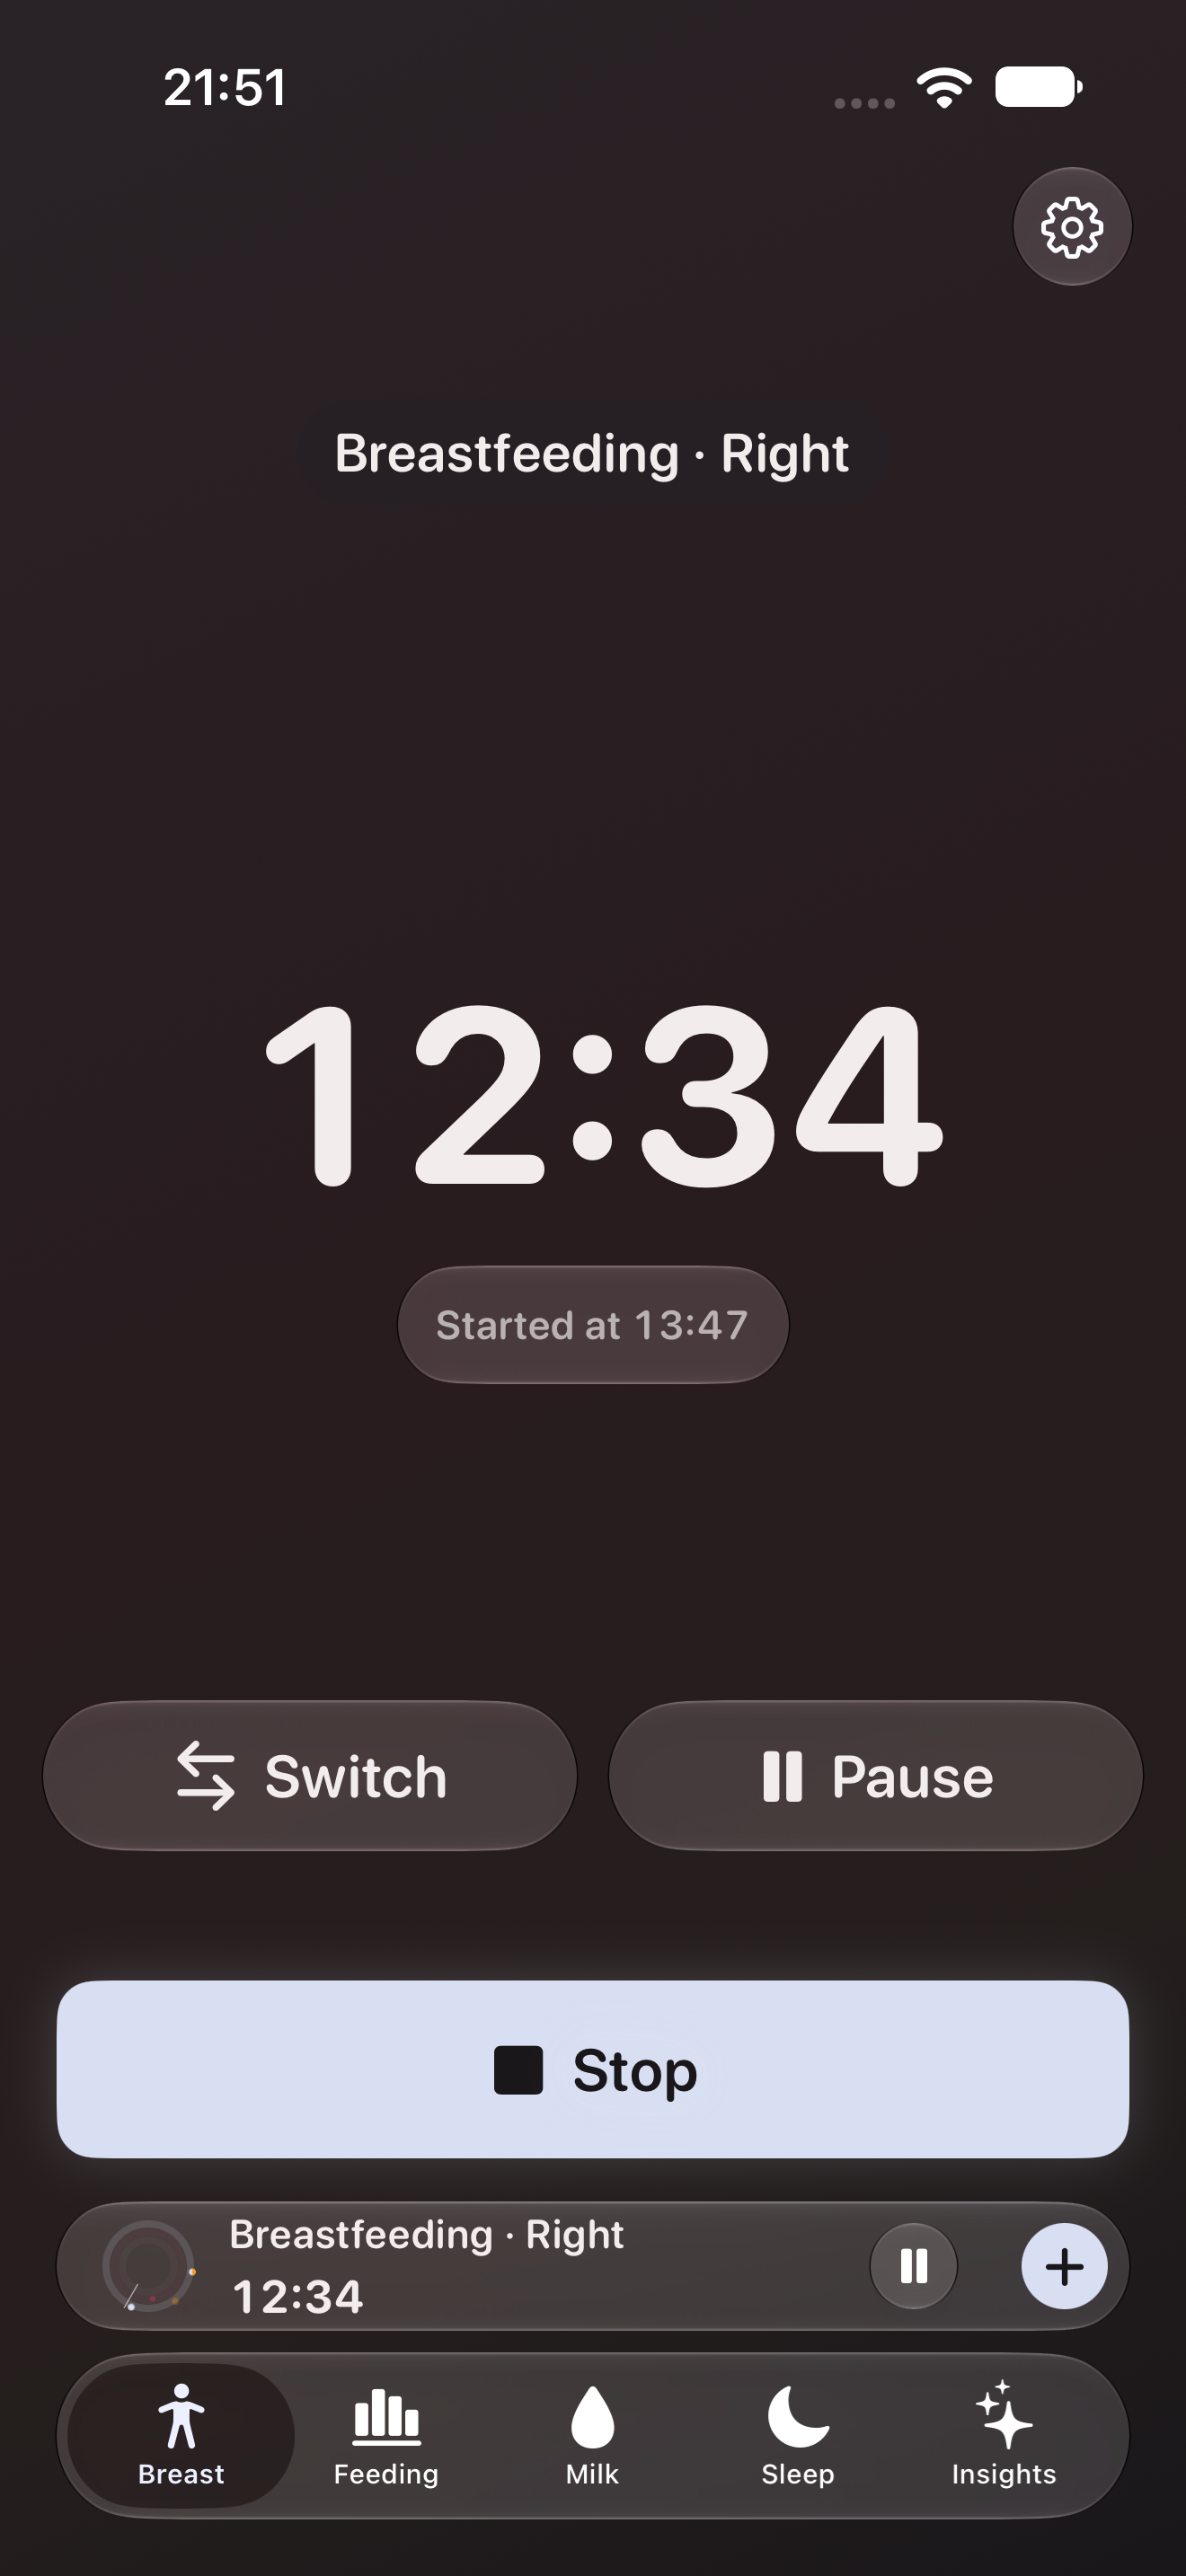 21:51
Breastfeeding · Right
12:34
Started at 13:47
Switch
Pause
Stop
Breastfeeding · Right
12:34
Breast
Feeding
Milk
Sleep
Insights